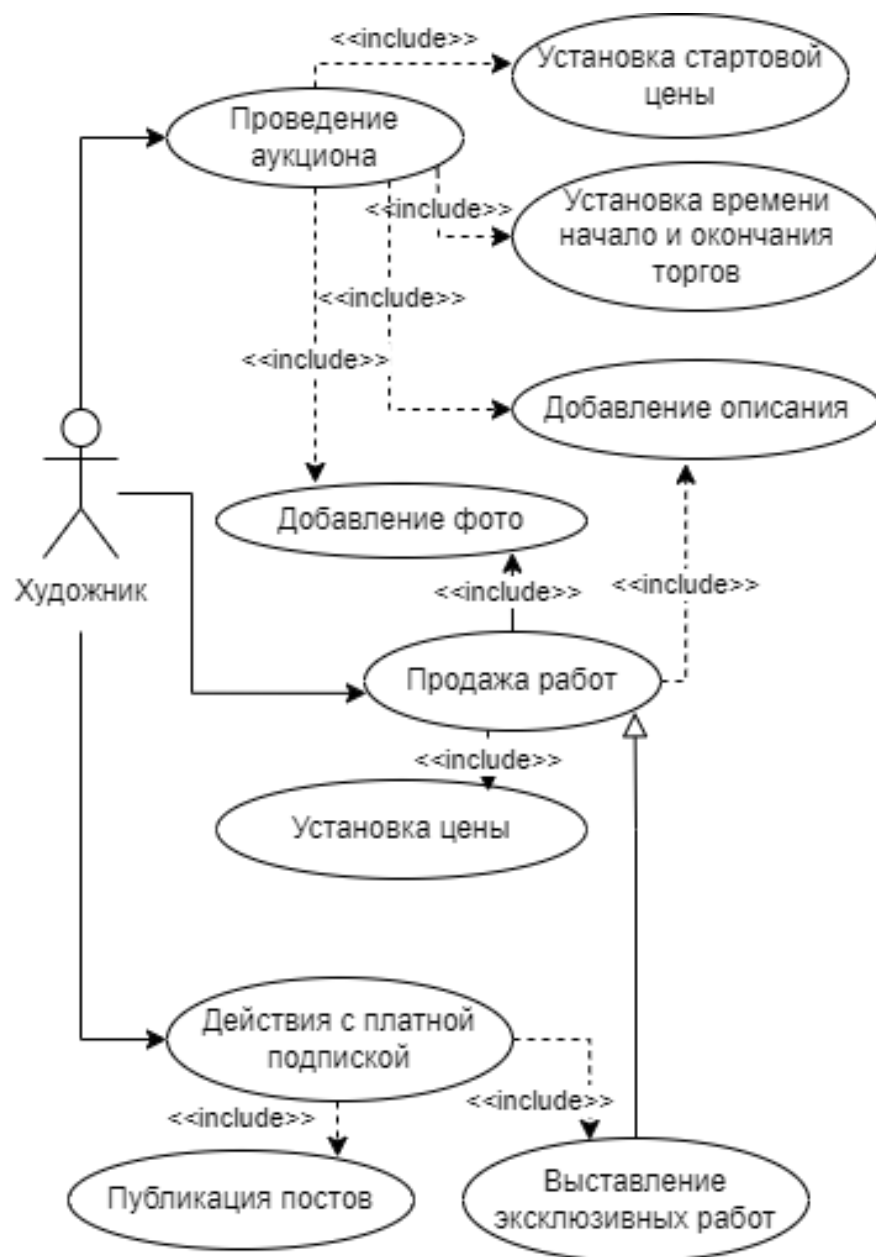 <<include>>
Установка стартовой
цены
Проведение
аукциона
<<include>>
Установка времени
начало и окончания
торгов
<<include>>
<<include>>
Добавление описания
Добавление фото
Художник
<<include>>
<<include>>
Продажа работ
<<include>>
Установка цены
Действия с платной
подпиской
<<include>>
<<include>>
Публикация постов
Выставление
эксклюзивных работ